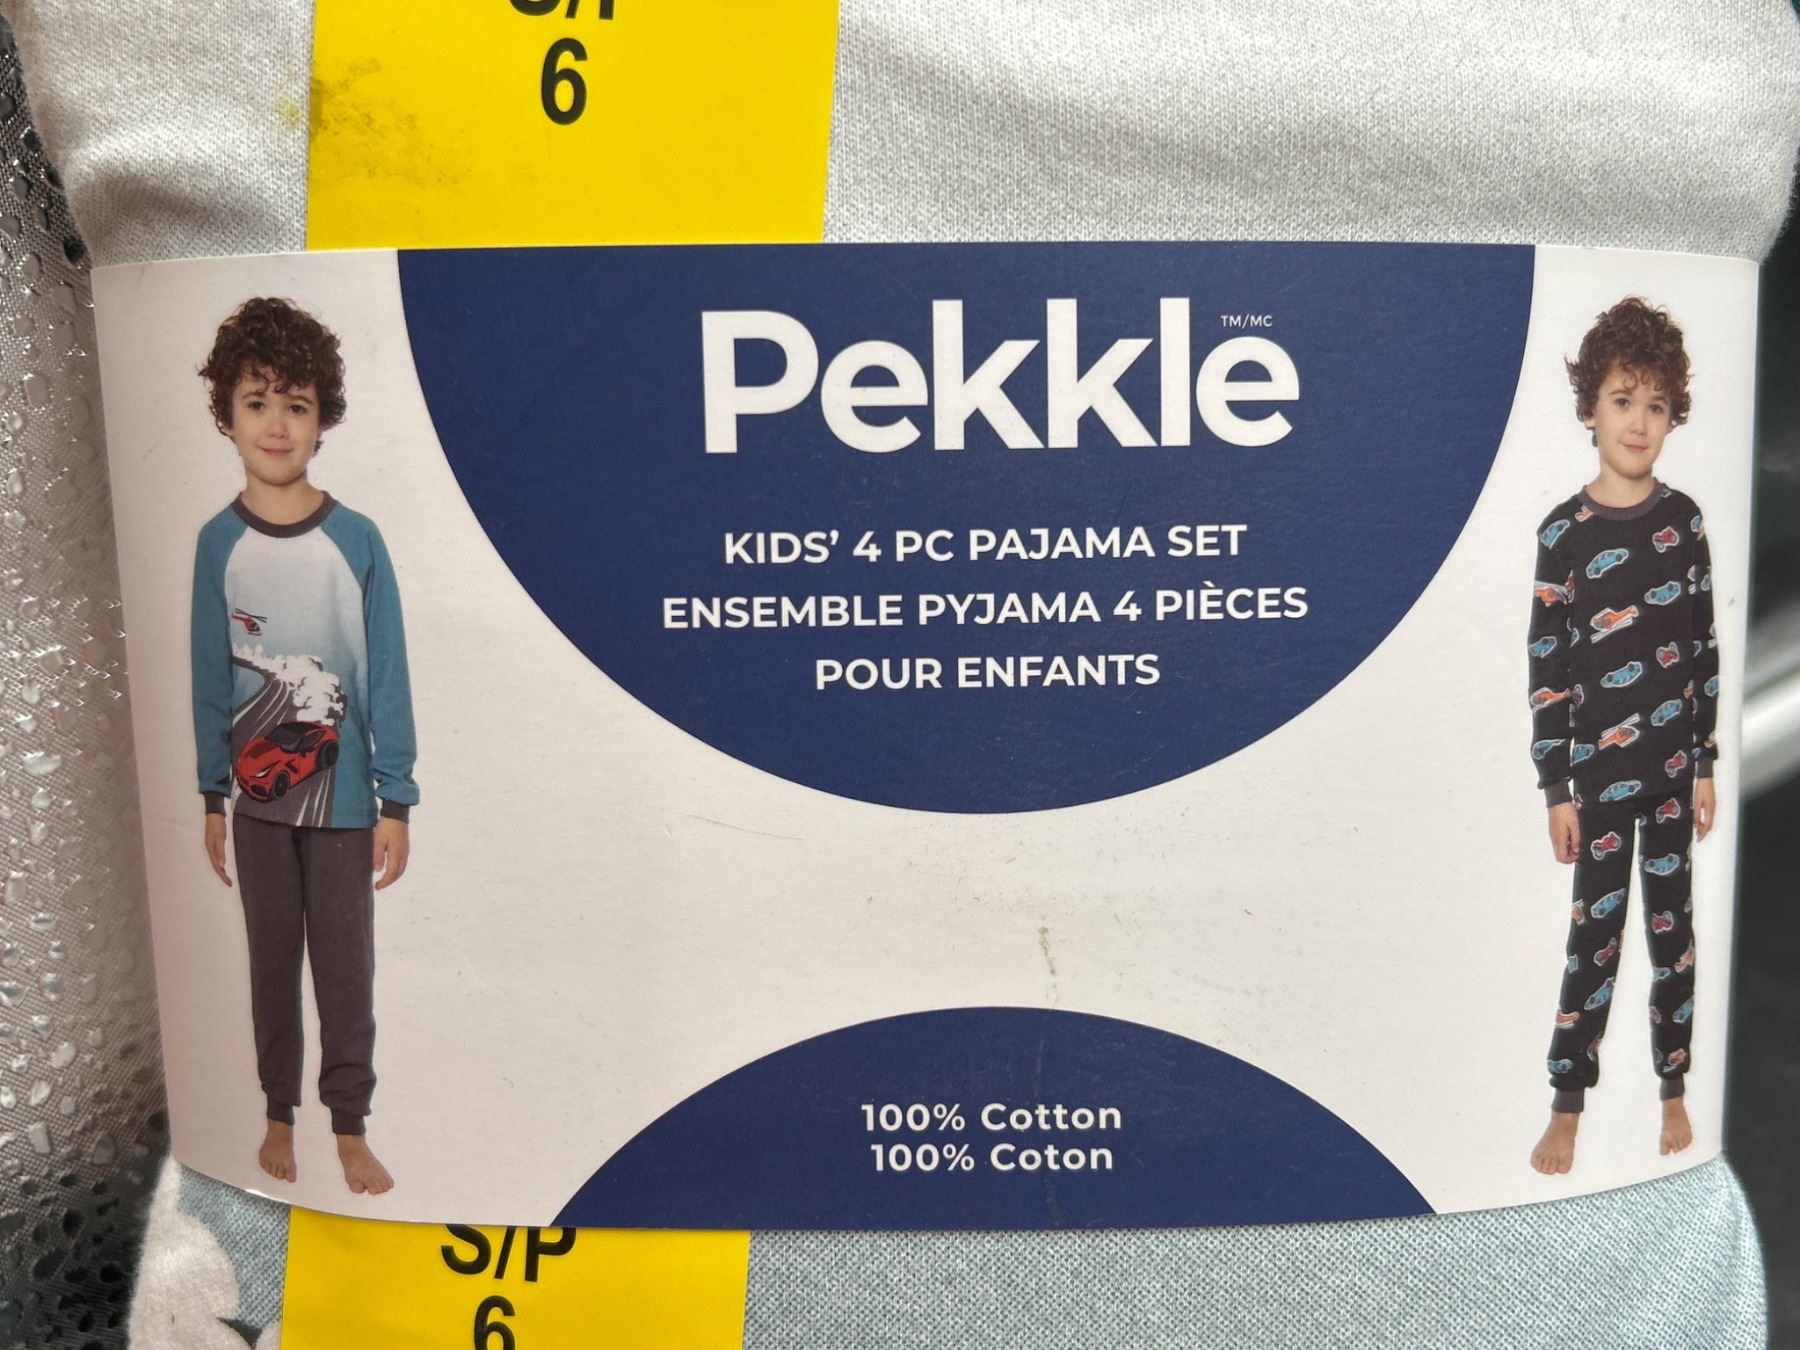 S/P
6
Pekkle
TM/MC
KIDS' 4 PC PAJAMA SET
ENSEMBLE PYJAMA 4 PIÈCES
POUR ENFANTS
100% Cotton
100% Coton
S/P
6